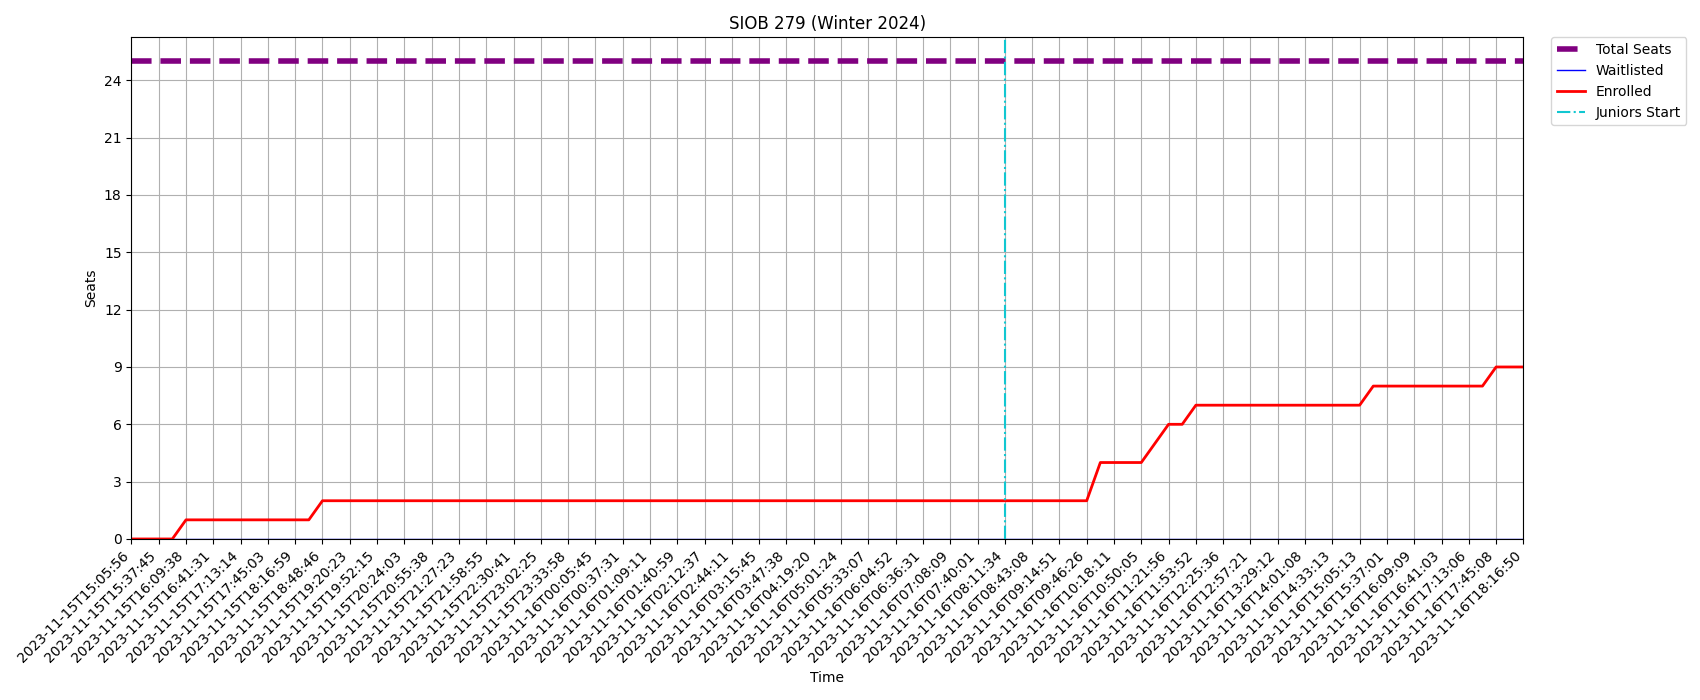 SIOB 279 (Winter 2024)
Total Seats
Waitlisted
Enrolled
Juniors Start
Seats
24
21
18
15
12
9
6
3
0
2023-11-15T15:05:56
2023-11-15T15:37:45
2023-11-15T16:09:38
2023-11-15T16:41:31
2023-11-15T17:13:14
2023-11-15T17:45:03
2023-11-15T18:16:59
2023-11-15T18:48:46
2023-11-15T19:20:23
2023-11-15T19:52:15
2023-11-15T20:24:03
2023-11-15T20:55:38
2023-11-15T21:27:23
2023-11-15T21:58:55
2023-11-15T22:30:41
2023-11-15T23:02:25
2023-11-15T23:33:58
2023-11-16T00:05:45
2023-11-16T00:37:31
2023-11-16T01:09:11
2023-11-16T01:40:59
2023-11-16T02:12:37
2023-11-16T02:44:11
2023-11-16T03:15:45
2023-11-16T03:47:38
2023-11-16T04:19:20
2023-11-16T05:01:24
2023-11-16T05:33:07
2023-11-16T06:04:52
2023-11-16T06:36:31
2023-11-16T07:08:09
2023-11-16T07:40:01
2023-11-16T08:11:34
2023-11-16T08:43:08
2023-11-16T09:14:51
2023-11-16T09:46:26
2023-11-16T10:18:11
2023-11-16T10:50:05
2023-11-16T11:21:56
2023-11-16T11:53:52
2023-11-16T12:25:36
2023-11-16T12:57:21
2023-11-16T13:29:12
2023-11-16T14:01:08
2023-11-16T14:33:13
2023-11-16T15:05:13
2023-11-16T15:37:01
2023-11-16T16:09:09
2023-11-16T16:41:03
2023-11-16T17:13:06
2023-11-16T17:45:08
2023-11-16T18:16:50
Time